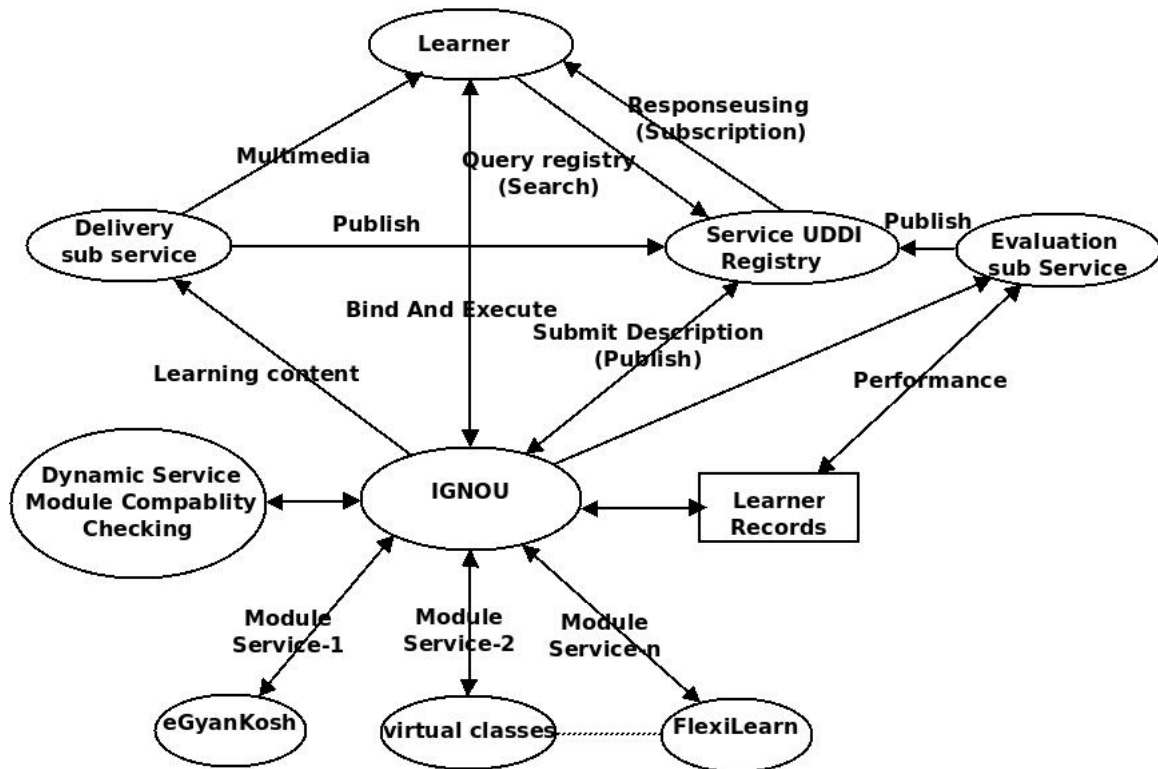 Learner
Responseusing
(Subscription)
Multimedia
Query registry
(Search)
Delivery
sub service
Publish
Service UDDI
Registry
Publish
Evaluation
sub Service
Bind And Execute
Submit Description
(Publish)
Learning content
Performance
Dynamic Service
Module Compablity
Checking
IGNOU
Learner
Records
Module
Service-1
Module
Service-2
Module
Service-n
eGyanKosh
virtual classes
FlexiLearn